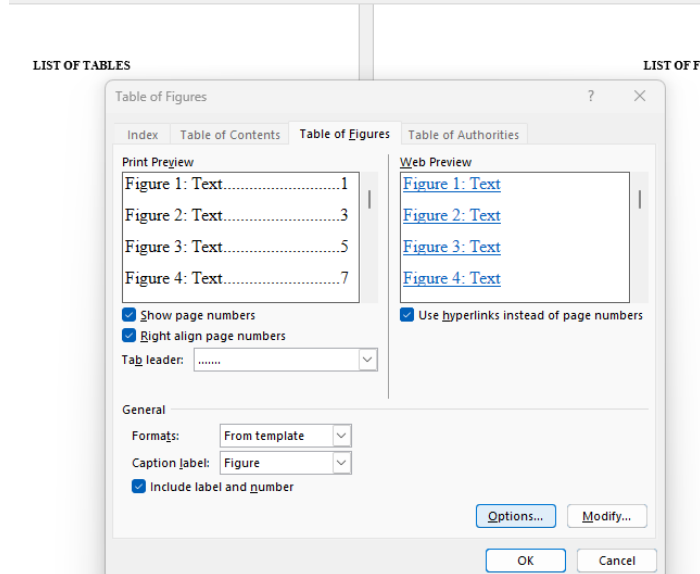 LIST OF TABLES
LIST OF F
Table of Figures
?
Index Table of Contents Table of Figures Table of Authorities
Print Preview
Figure 1: Text...........................1
Figure 2: Text...........................3
Figure 3: Text...........................5
Figure 4: Text...........................7
Web Preview
Figure 1: Text
Figure 2: Text
Figure 3: Text
Figure 4: Text
Show page numbers
Right align page numbers
Tab leader: .......
Use hyperlinks instead of page numbers
General
Formats: From template
Caption label: Figure
Include label and number
Options... Modify...
OK Cancel